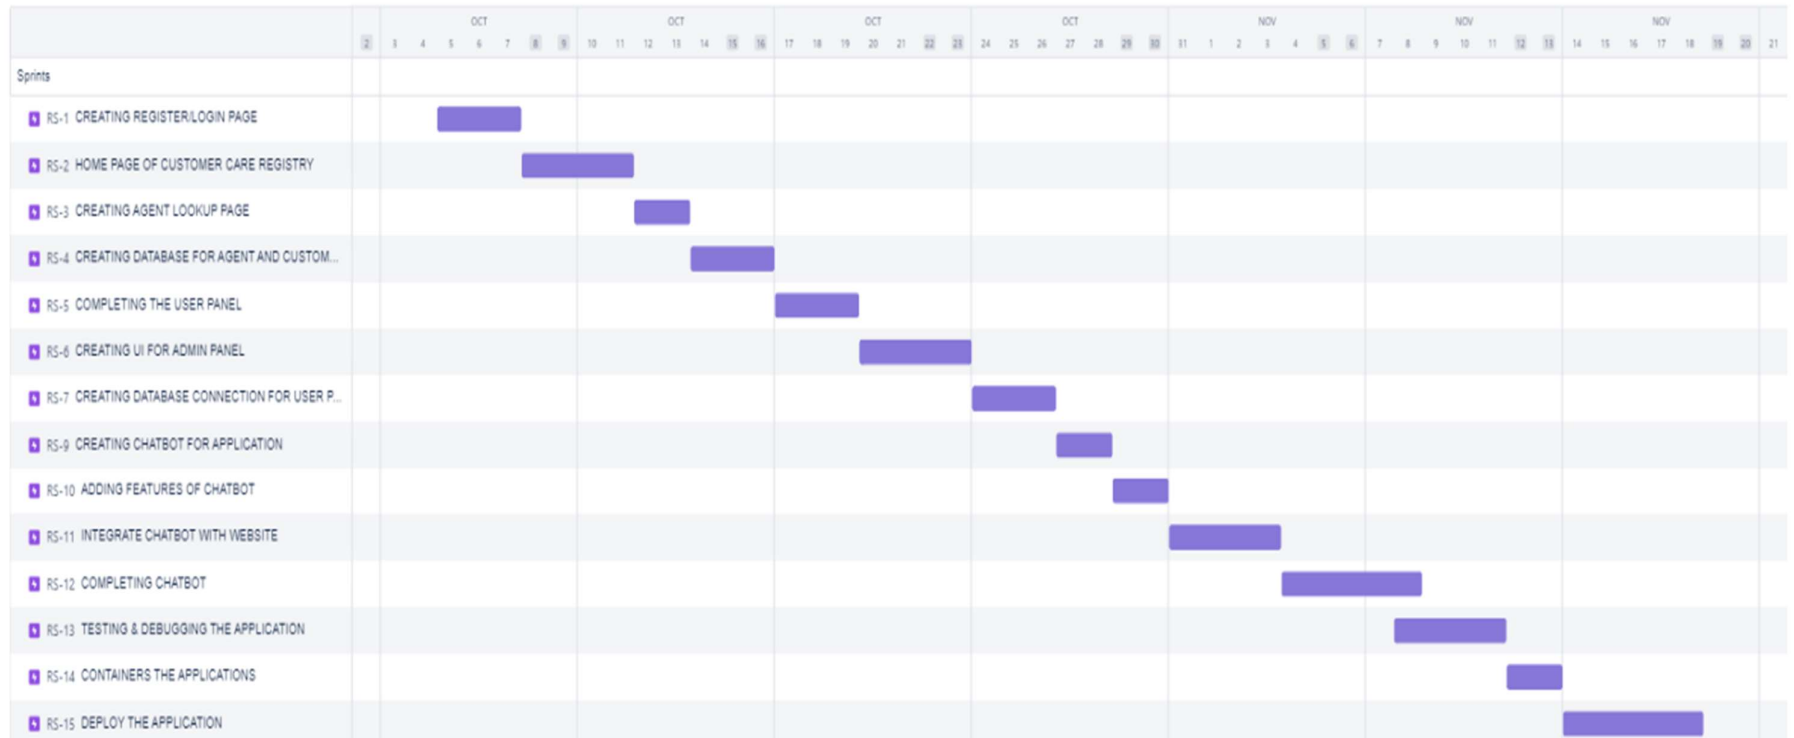 OCT OCT OCT OCT NOV NOV NOV
2 3 4 5 6 7 8 9 10 11 12 13 14 15 16 17 18 19 20 21 22 23 24 25 26 27 28 29 30 31 1 2 3 4 5 6 7 8 9 10 11 12 13 14 15 16 17 18 19 20 21
Sprints
RS-1 CREATING REGISTER/LOGIN PAGE
RS-2 HOME PAGE OF CUSTOMER CARE REGISTRY
RS-3 CREATING AGENT LOOKUP PAGE
RS-4 CREATING DATABASE FOR AGENT AND CUSTOM...
RS-5 COMPLETING THE USER PANEL
RS-6 CREATING UI FOR ADMIN PANEL
RS-7 CREATING DATABASE CONNECTION FOR USER P...
RS-9 CREATING CHATBOT FOR APPLICATION
RS-10 ADDING FEATURES OF CHATBOT
RS-11 INTEGRATE CHATBOT WITH WEBSITE
RS-12 COMPLETING CHATBOT
RS-13 TESTING & DEBUGGING THE APPLICATION
RS-14 CONTAINERS THE APPLICATIONS
RS-15 DEPLOY THE APPLICATION